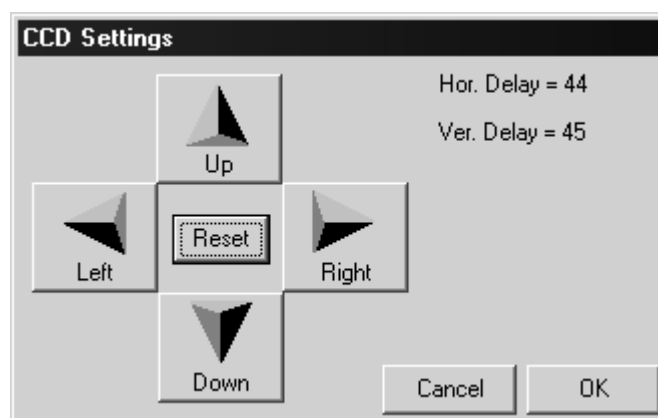 CCD Settings
Hor. Delay = 44
Ver. Delay = 45
Up
Left
Reset
Right
Down
Cancel
OK